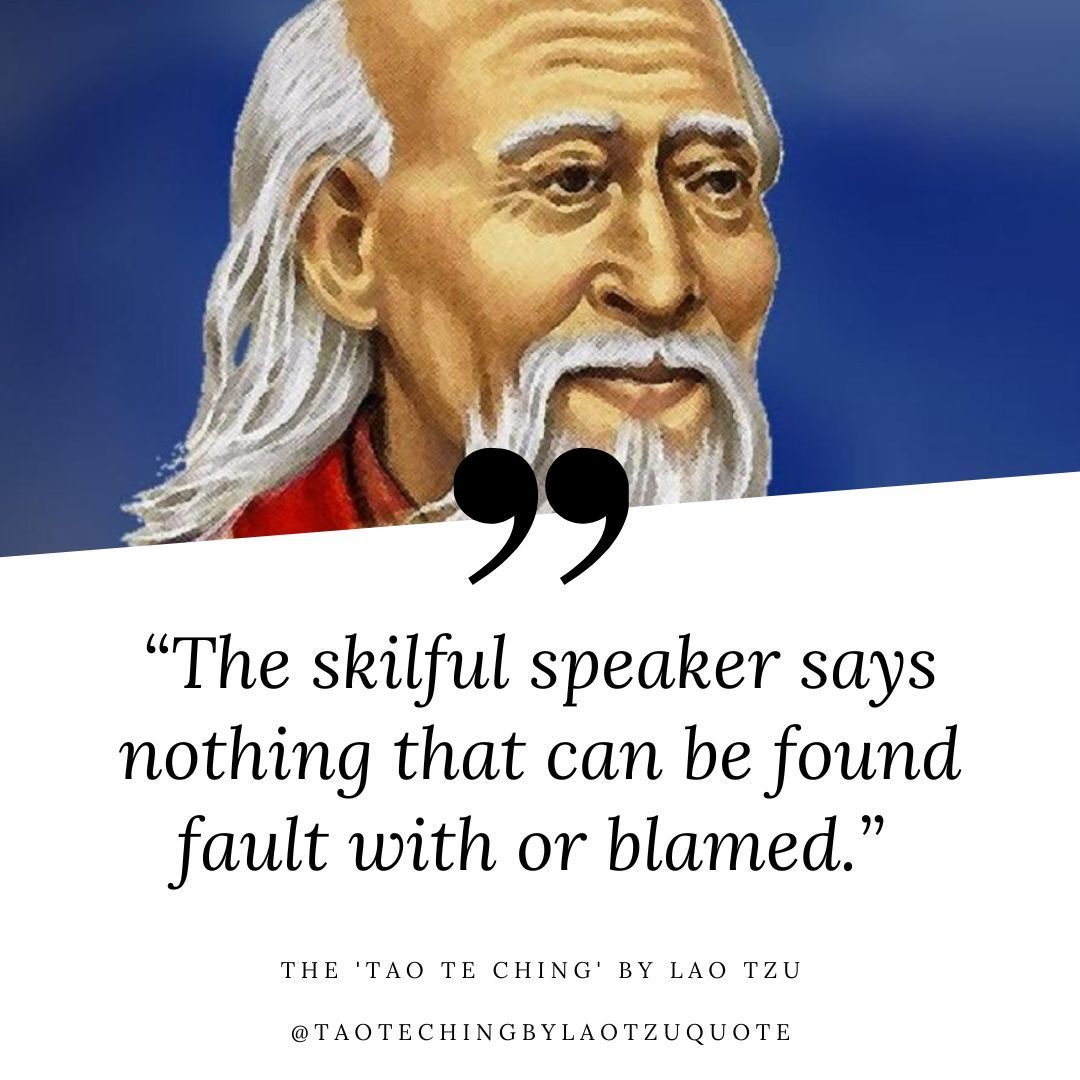 ”
“The skilful speaker says
nothing that can be found
fault with or blamed.”
THE 'TAO TE CHING' BY LAO TZU
@TAOTECHINGBYLAOTZUQUOTE